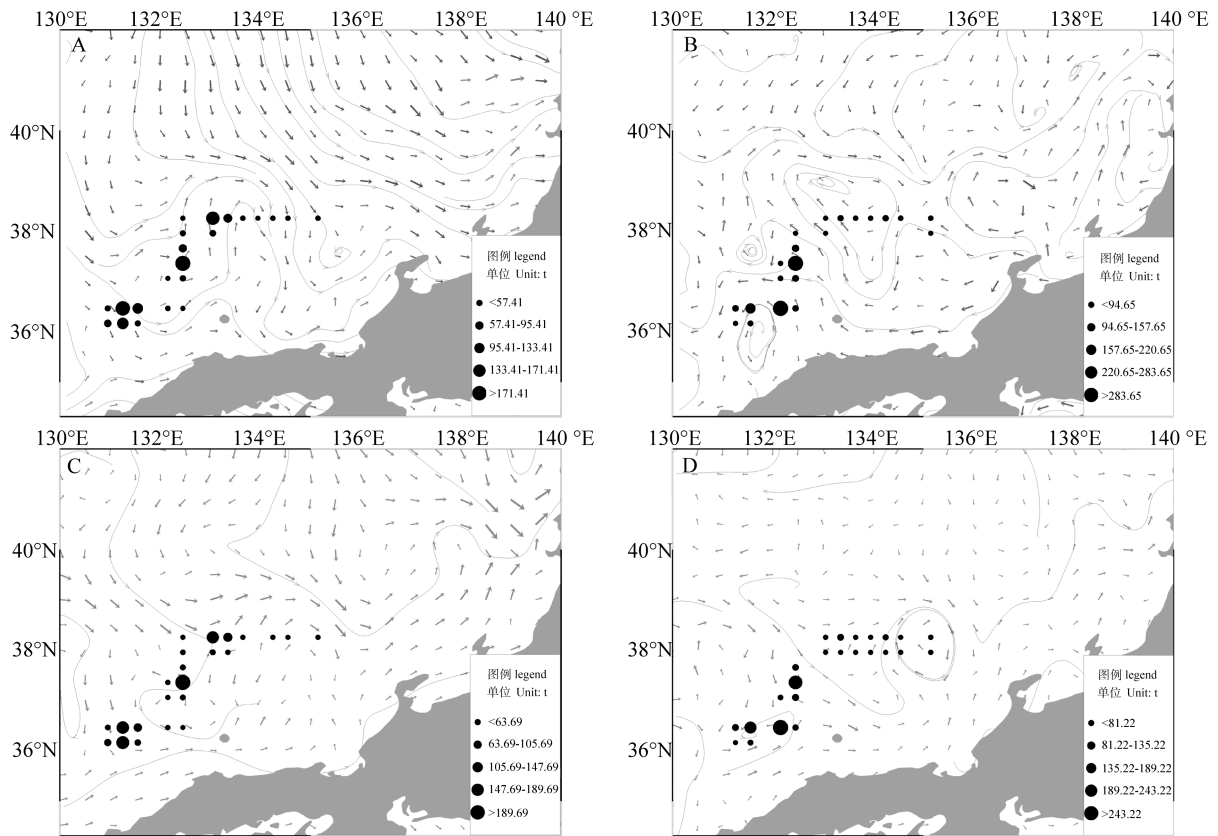 130°E 132°E 134°E 136°E 138°E 140 °E
130°E 132°E 134°E 136°E 138°E 140 °E
A
B
40°N
40°N
38°N
38°N
36°N
36°N
图例 legend
单位 Unit: t
<57.41
57.41-95.41
95.41-133.41
133.41-171.41
>171.41
图例 legend
单位 Unit: t
<94.65
94.65-157.65
157.65-220.65
220.65-283.65
>283.65
130°E 132°E 134°E 136°E 138°E 140 °E
130°E 132°E 134°E 136°E 138°E 140 °E
C
D
40°N
40°N
38°N
38°N
36°N
36°N
图例 legend
单位 Unit: t
<63.69
63.69-105.69
105.69-147.69
147.69-189.69
>189.69
图例 legend
单位 Unit: t
<81.22
81.22-135.22
135.22-189.22
189.22-243.22
>243.22